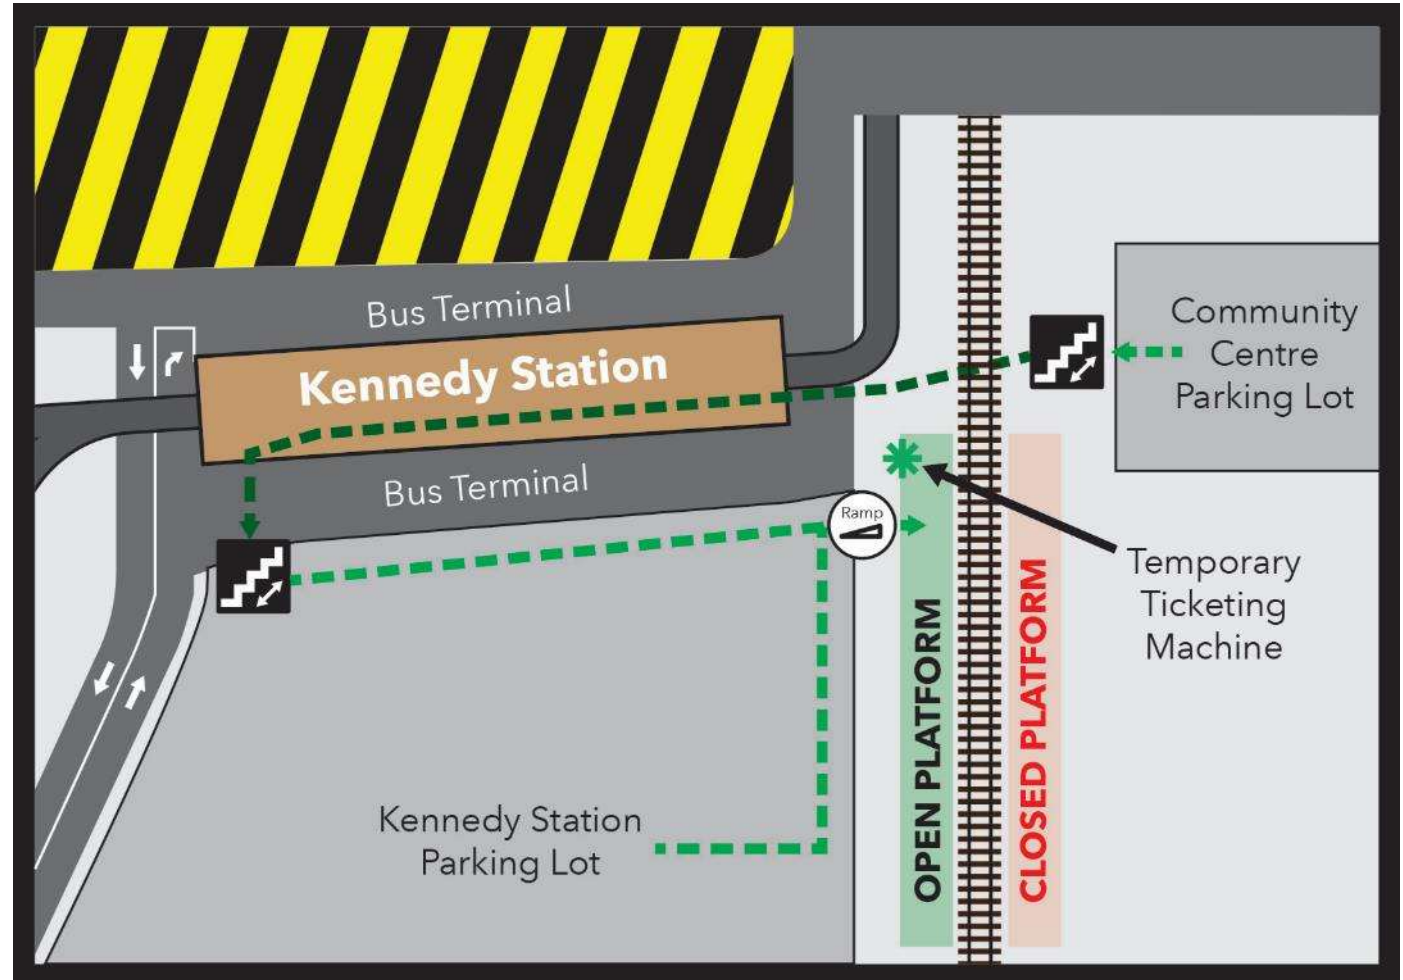 Bus Terminal
Kennedy Station
Bus Terminal
Community
Centre
Parking Lot
Ramp
Temporary
Ticketing
Machine
OPEN PLATFORM
CLOSED PLATFORM
Kennedy Station
Parking Lot